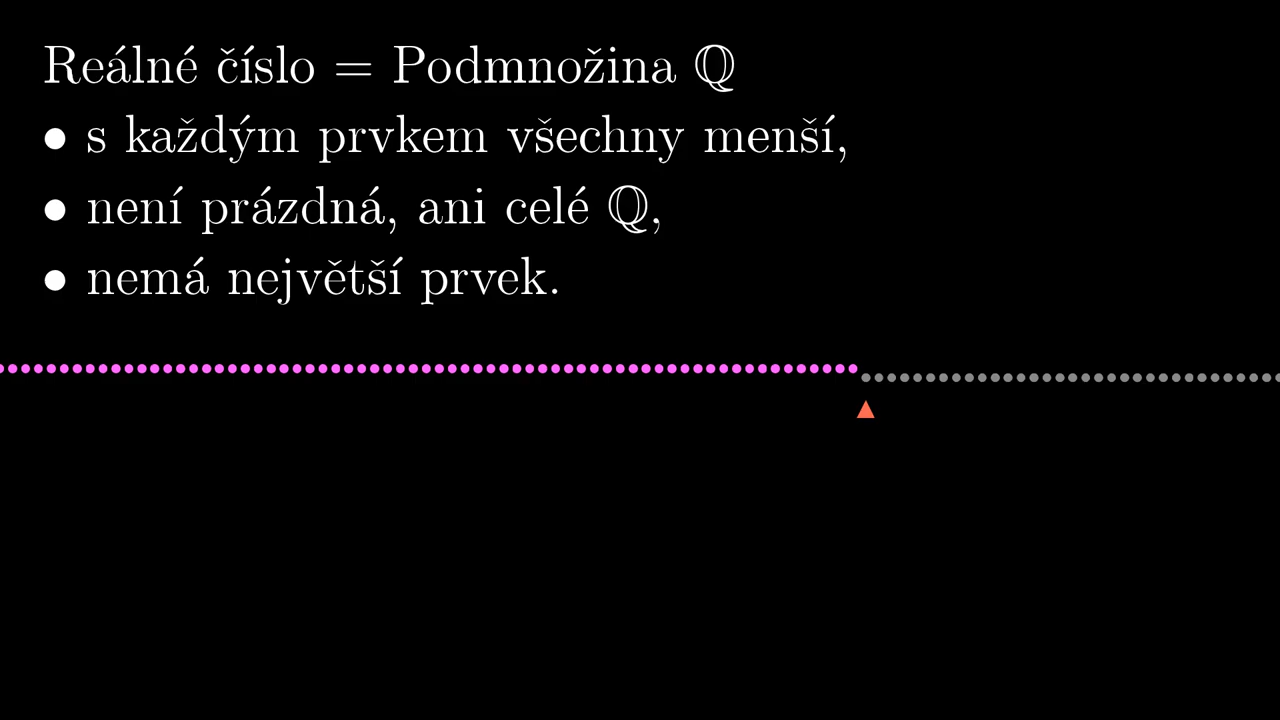 Reálné číslo = Podmnožina ℚ
• s každým prvkem všechny menší,
• není prázdná, ani celé ℚ,
• nemá největší prvek.